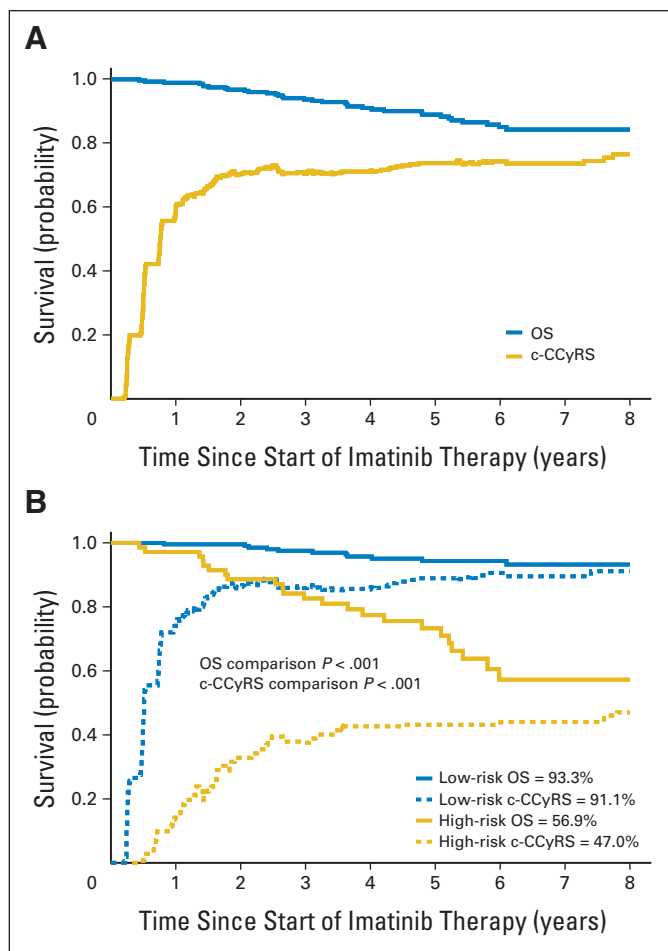 A
1.0
0.8
0.6
0.4
0.2
0
1 2 3 4 5 6 7 8
Survival (probability)
Time Since Start of Imatinib Therapy (years)
OS
c-CCyRS
B
1.0
0.8
0.6
0.4
0.2
0
1 2 3 4 5 6 7 8
Survival (probability)
Time Since Start of Imatinib Therapy (years)
OS comparison P < .001
c-CCyRS comparison P < .001
Low-risk OS = 93.3%
Low-risk c-CCyRS = 91.1%
High-risk OS = 56.9%
High-risk c-CCyRS = 47.0%